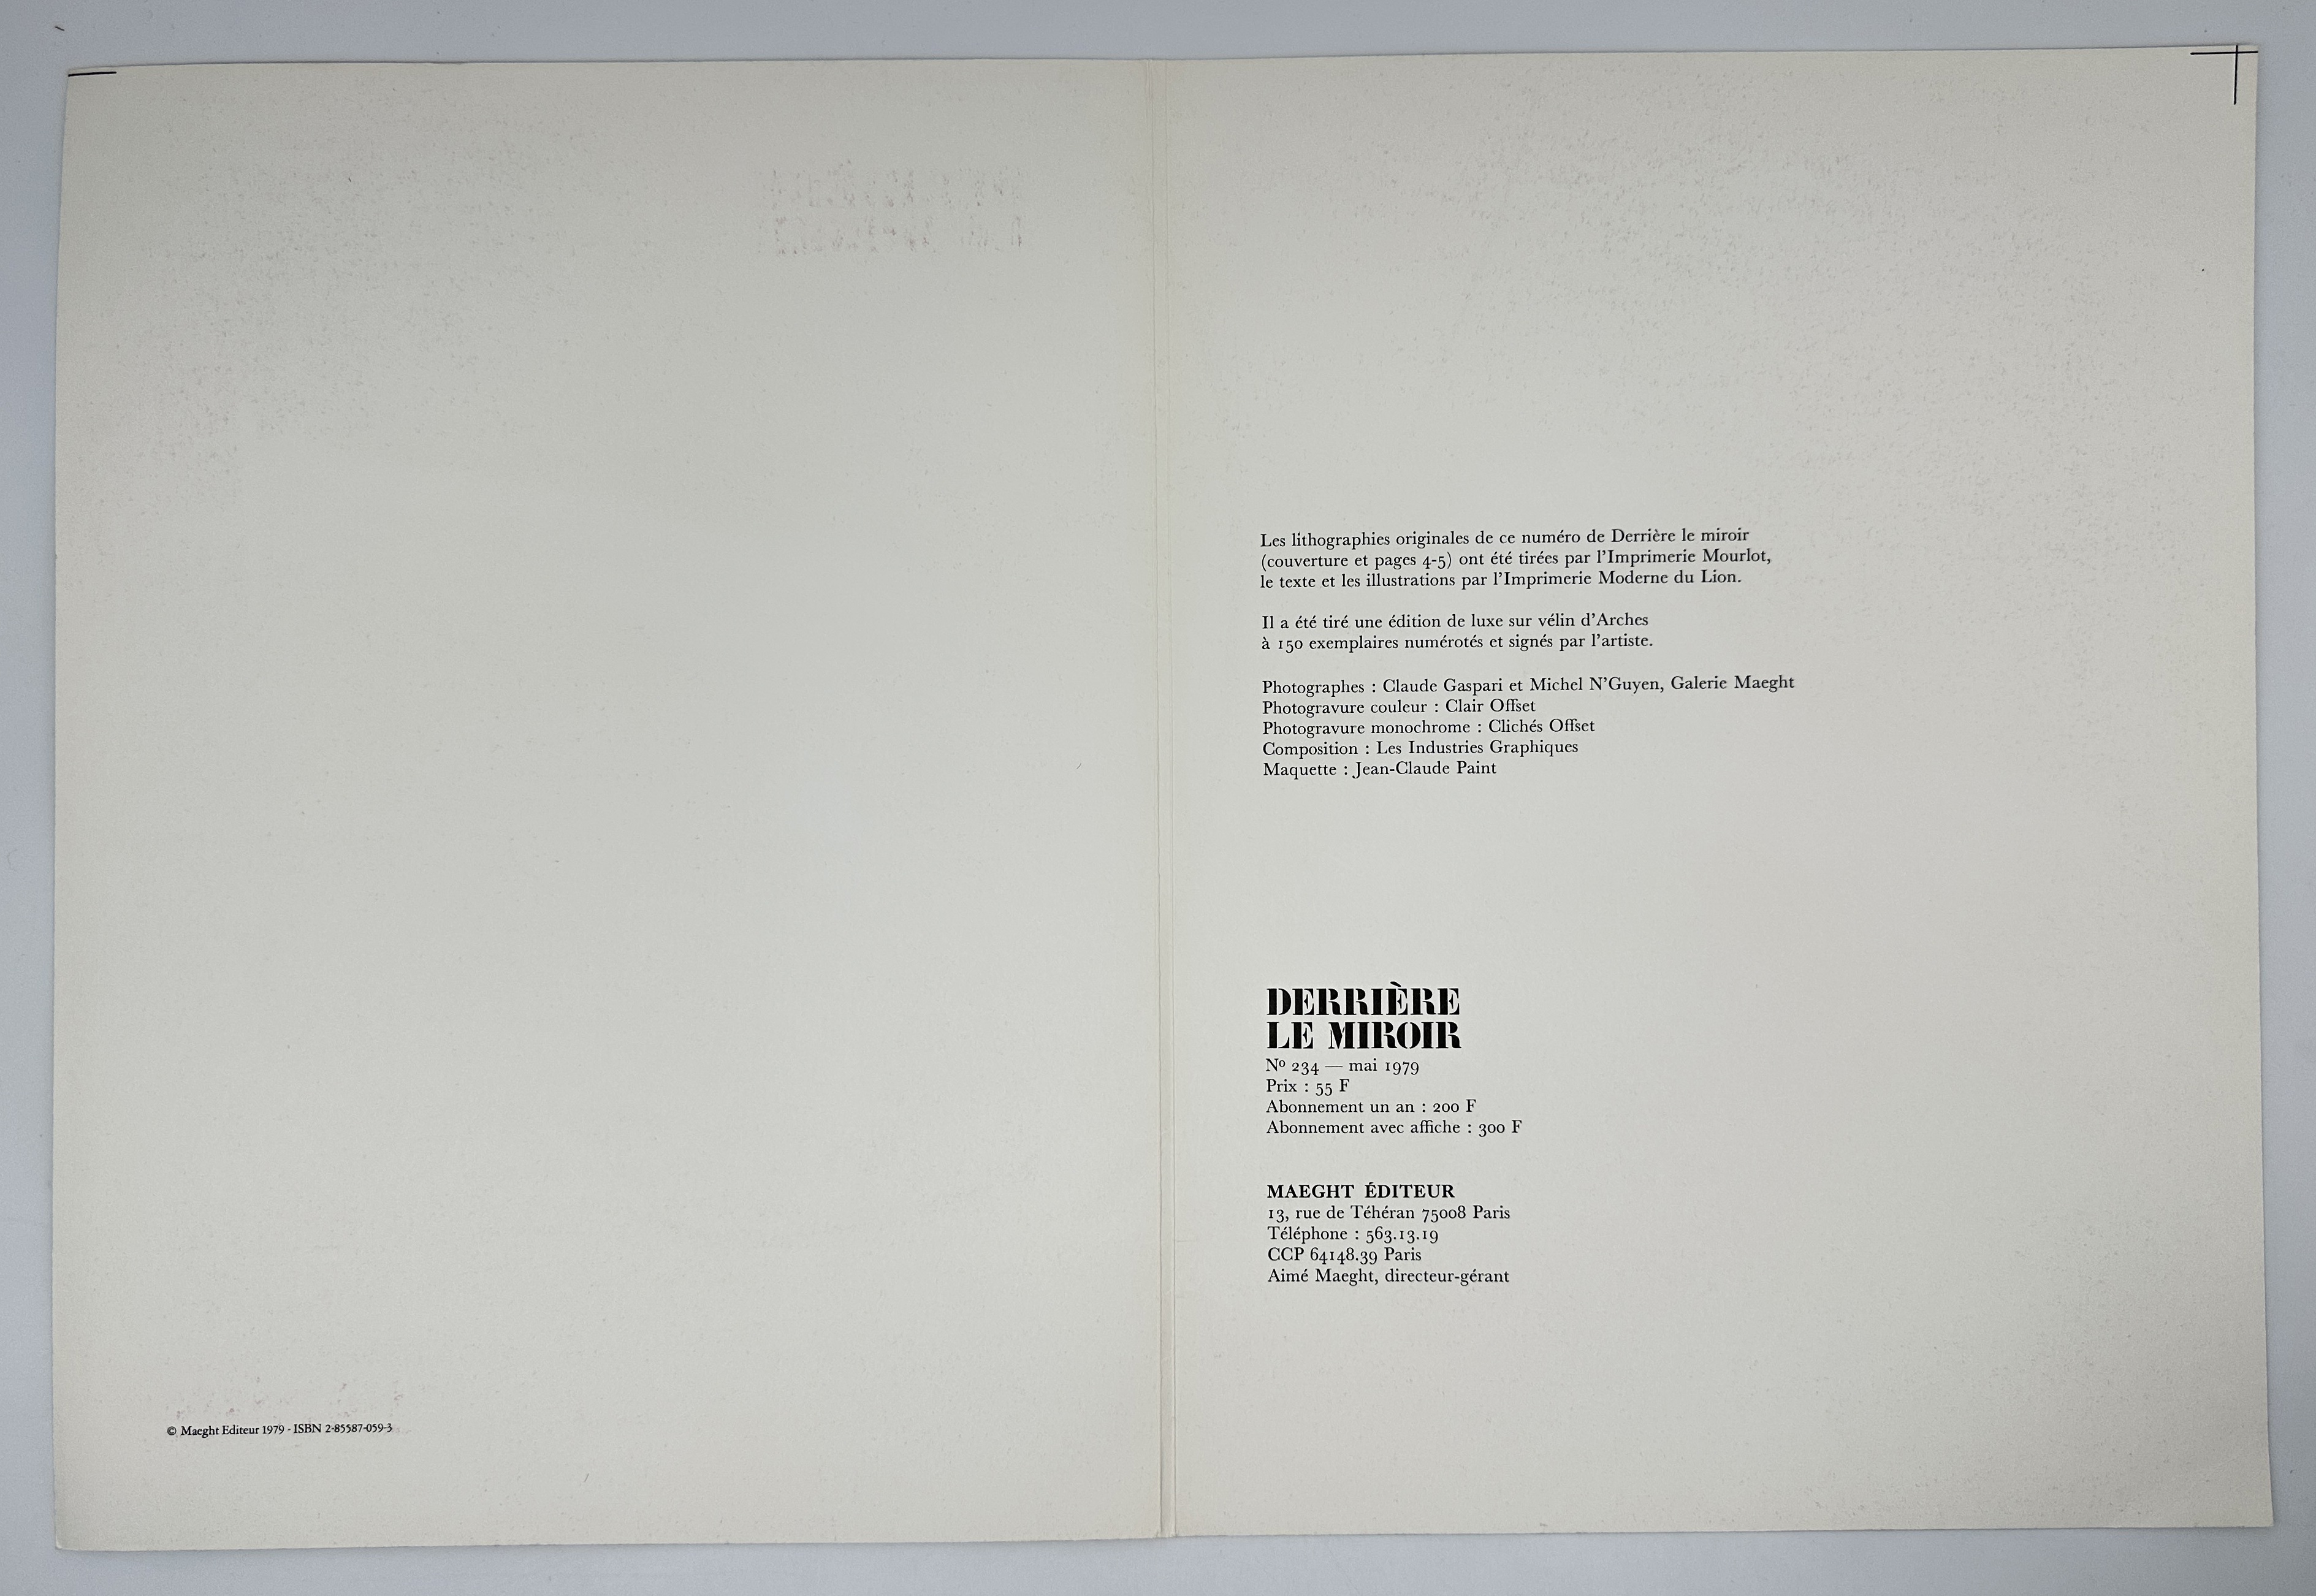 © Maeght Editeur 1979 - ISBN 2-85587-059-3
Les lithographies originales de ce numéro de Derrière le miroir
(couverture et pages 4-5) ont été tirées par l'Imprimerie Mourlot,
le texte et les illustrations par l'Imprimerie Moderne du Lion.
Il a été tiré une édition de luxe sur vélin d'Arches
à 150 exemplaires numérotés et signés par l'artiste.
Photographes : Claude Gaspari et Michel N'Guyen, Galerie Maeght
Photogravure couleur : Clair Offset
Photogravure monochrome : Clichés Offset
Composition : Les Industries Graphiques
Maquette : Jean-Claude Paint
DERRIÈRE
LE MIROIR
Nº 234 — mai 1979
Prix : 55 F
Abonnement un an : 200 F
Abonnement avec affiche : 300 F
MAEGHT ÉDITEUR
13, rue de Téhéran 75008 Paris
Téléphone : 563.13.19
CCP 64148.39 Paris
Aimé Maeght, directeur-gérant